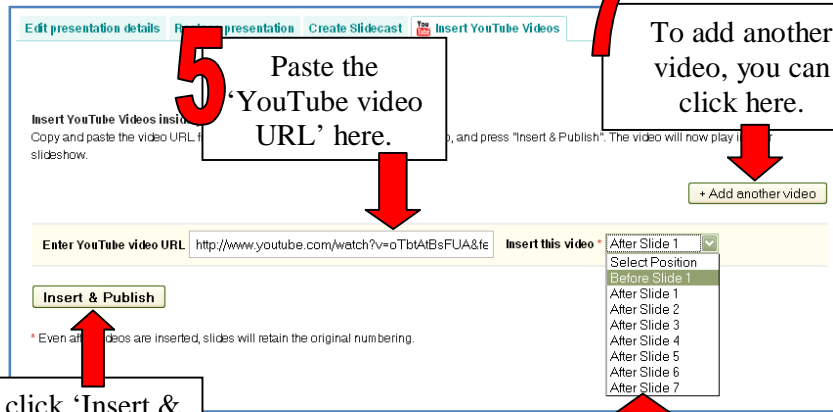 Edit presentation details
presentation
Create Slidecast
You Tube
Insert YouTube Videos
5
Paste the
'YouTube video
URL' here.
7
To add another
video, you can
click here.
Insert YouTube Videos
Copy and paste the video URL
, and press "Insert & Publish". The video will now play
slideshow.
+ Add another video
Enter YouTube video URL
http://www.youtube.com/watch?v=oTbtAtBsFUA&fe
Insert this video *
After Slide 1
Select Position
Before Slide 1
After Slide 1
After Slide 2
After Slide 3
After Slide 4
After Slide 5
After Slide 6
After Slide 7
Insert & Publish
* Even videos are inserted, slides will retain the original numbering.
click 'Insert &